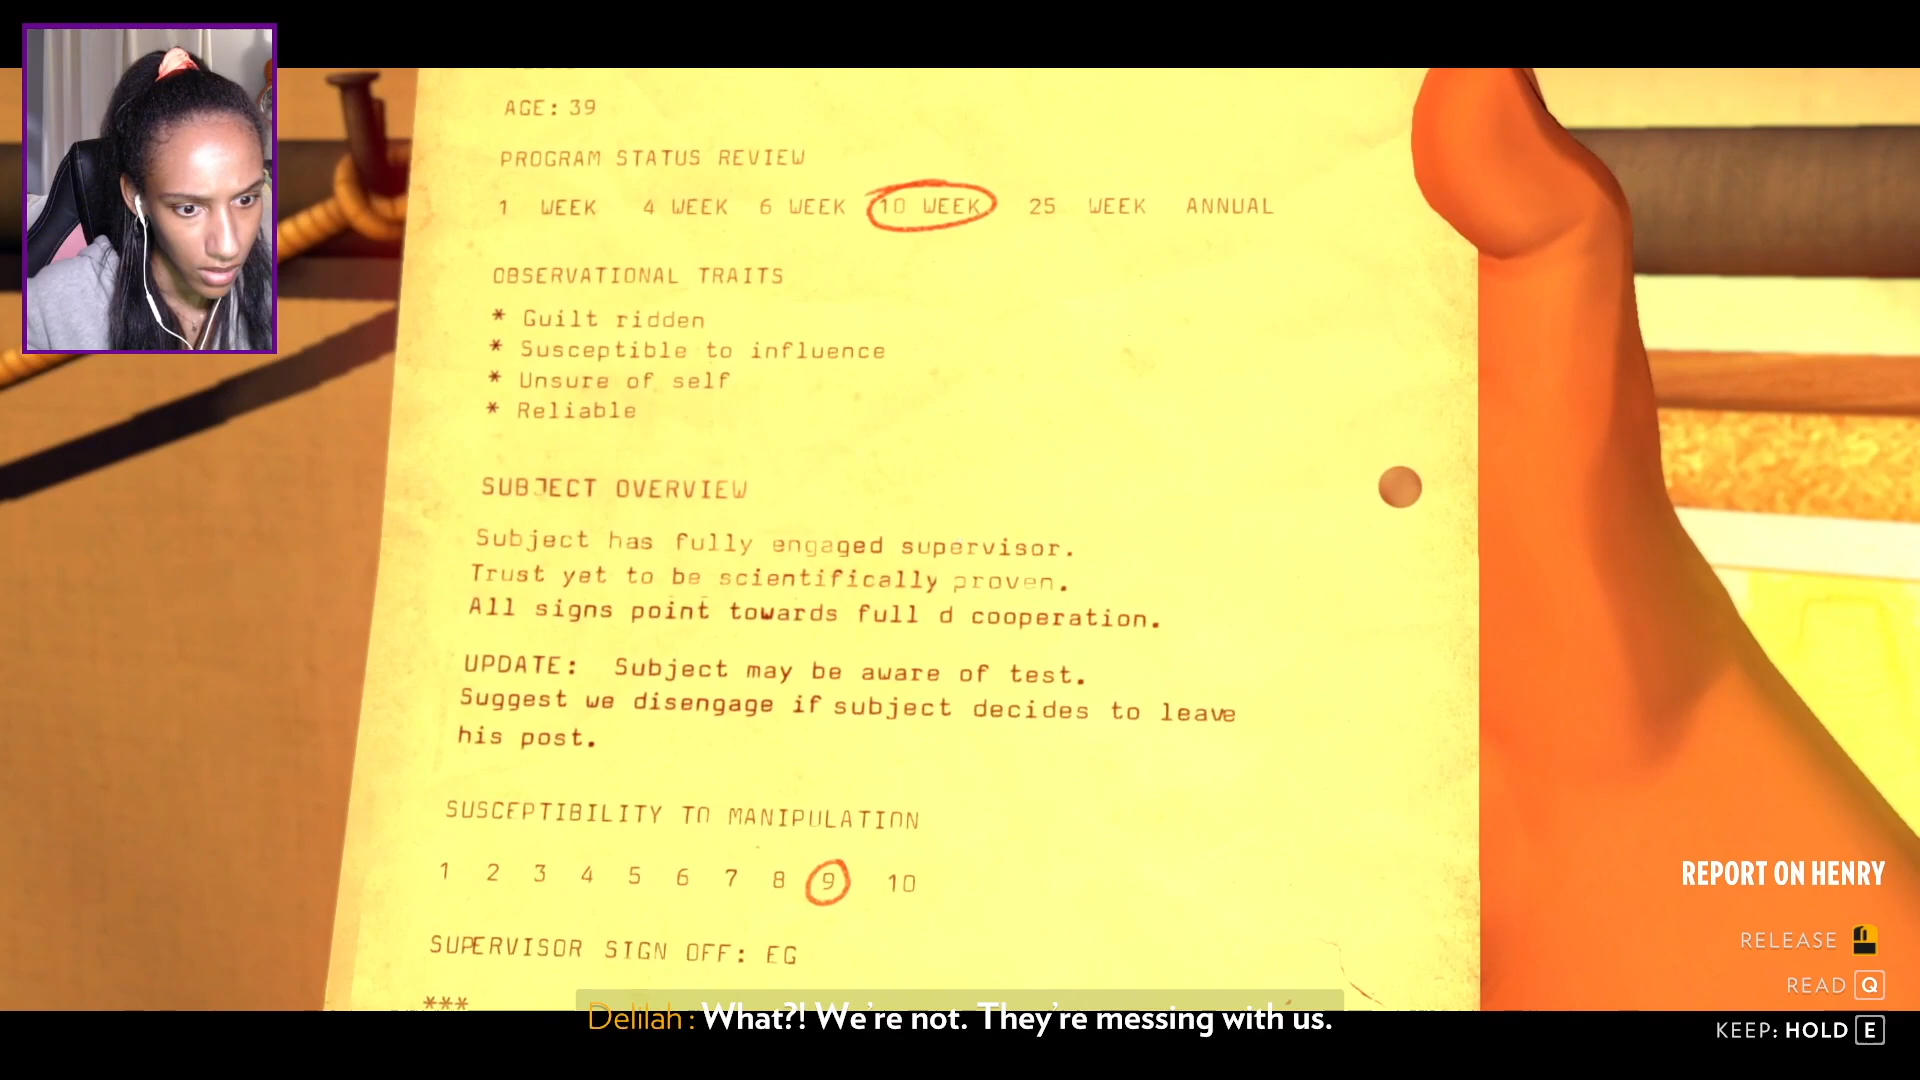 AGE: 39
PROGRAM STATUS REVIEW
1 WEEK 4 WEEK 6 WEEK 10 WEEK 25 WEEK ANNUAL
OBSERVATIONAL TRAITS
* Guilt ridden
* Susceptible to influence
* Unsure of self
* Reliable
SUBJECT OVERVIEW
Subject has fully engaged supervisor.
Trust yet to be scientifically proven.
All signs point towards full d cooperation.
UPDATE: Subject may be aware of test.
Suggest we disengage if subject decides to leave
his post.
SUSCEPTIBILITY TO MANIPULATION
1 2 3 4 5 6 7 8 9 10
SUPERVISOR SIGN OFF: EG
***
Delilah: What?! We're not. They're messing with us.
REPORT ON HENRY
RELEASE
READ Q
KEEP: HOLD E